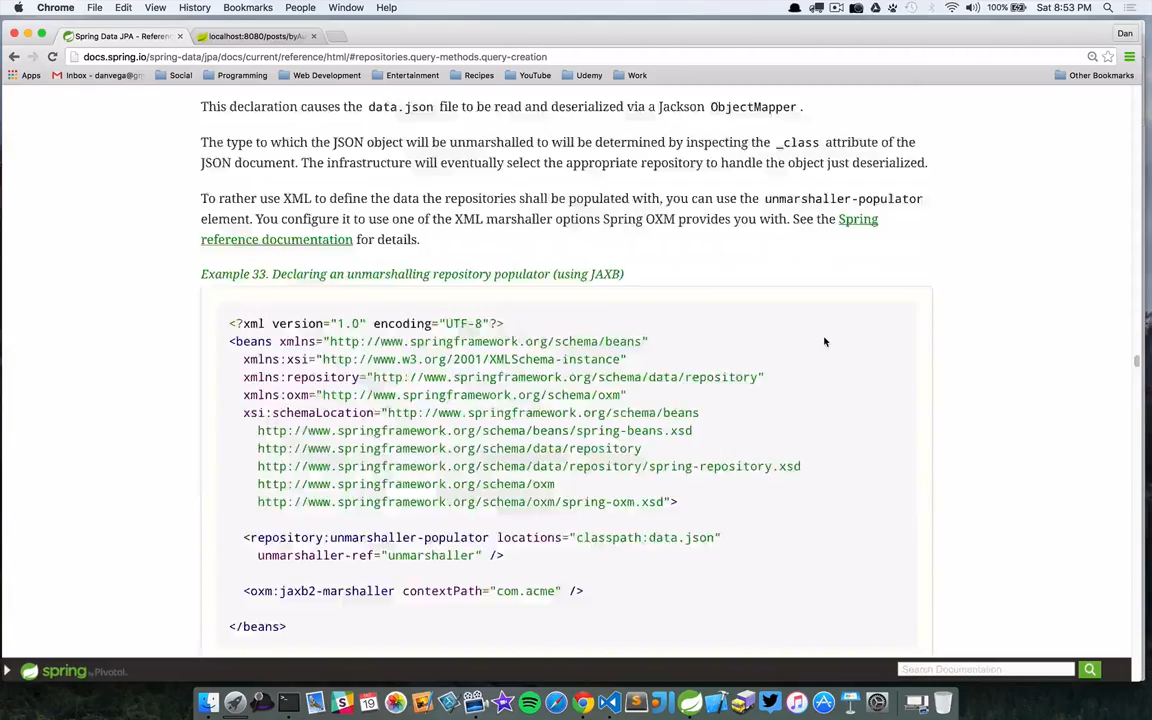 Chrome File Edit View History Bookmarks People Window Help 100% Sat 8:53 PM
Spring Data JPA - Referenc × localhost:8080/posts/byAu × Dan
docs.spring.io/spring-data/jpa/docs/current/reference/html/#repositories.query-methods.query-creation
Apps Inbox - danvega@gm Social Programming Web Development Entertainment Recipes YouTube Udemy Work Other Bookmarks
This declaration causes the data.json file to be read and deserialized via a Jackson ObjectMapper.
The type to which the JSON object will be unmarshalled to will be determined by inspecting the _class attribute of the
JSON document. The infrastructure will eventually select the appropriate repository to handle the object just deserialized.
To rather use XML to define the data the repositories shall be populated with, you can use the unmarshaller-populator
element. You configure it to use one of the XML marshaller options Spring OXM provides you with. See the Spring
reference documentation for details.
Example 33. Declaring an unmarshalling repository populator (using JAXB)
<?xml version="1.0" encoding="UTF-8"?>
<beans xmlns="http://www.springframework.org/schema/beans"
xmlns:xsi="http://www.w3.org/2001/XMLSchema-instance"
xmlns:repository="http://www.springframework.org/schema/data/repository"
xmlns:oxm="http://www.springframework.org/schema/oxm"
xsi:schemaLocation="http://www.springframework.org/schema/beans
http://www.springframework.org/schema/beans/spring-beans.xsd
http://www.springframework.org/schema/data/repository
http://www.springframework.org/schema/data/repository/spring-repository.xsd
http://www.springframework.org/schema/oxm
http://www.springframework.org/schema/oxm/spring-oxm.xsd">
<repository:unmarshaller-populator locations="classpath:data.json"
unmarshaller-ref="unmarshaller" />
<oxm:jaxb2-marshaller contextPath="com.acme" />
</beans>
spring by Pivotal. Search Documentation
19